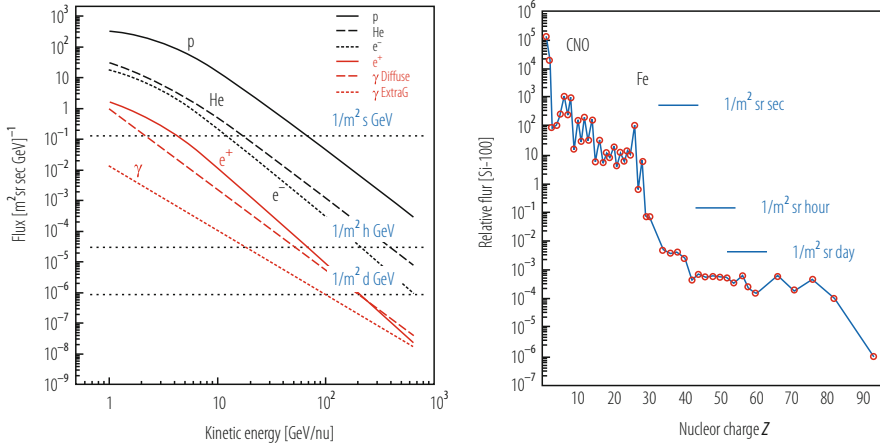 Flux [m² sr sec GeV]⁻¹
10³
10²
10
1
10⁻¹
10⁻²
10⁻³
10⁻⁴
10⁻⁵
10⁻⁶
10⁻⁷
10⁻⁸
10⁻⁹
p
He
e⁻
e⁺
γ Diffuse
γ ExtraG
p
He
1/m² s GeV
e⁺
γ
e⁻
1/m² h GeV
1/m² d GeV
1 10 10² 10³
Kinetic energy [GeV/nu]
Relative flur [Si-100]
10⁵
10⁴
10³
10²
10
1
10⁻¹
10⁻²
10⁻³
10⁻⁴
10⁻⁵
10⁻⁶
10⁻⁷
CNO
Fe
1/m² sr sec
1/m² sr hour
1/m² sr day
10 20 30 40 50 60 70 80 90
Nucleor charge Z